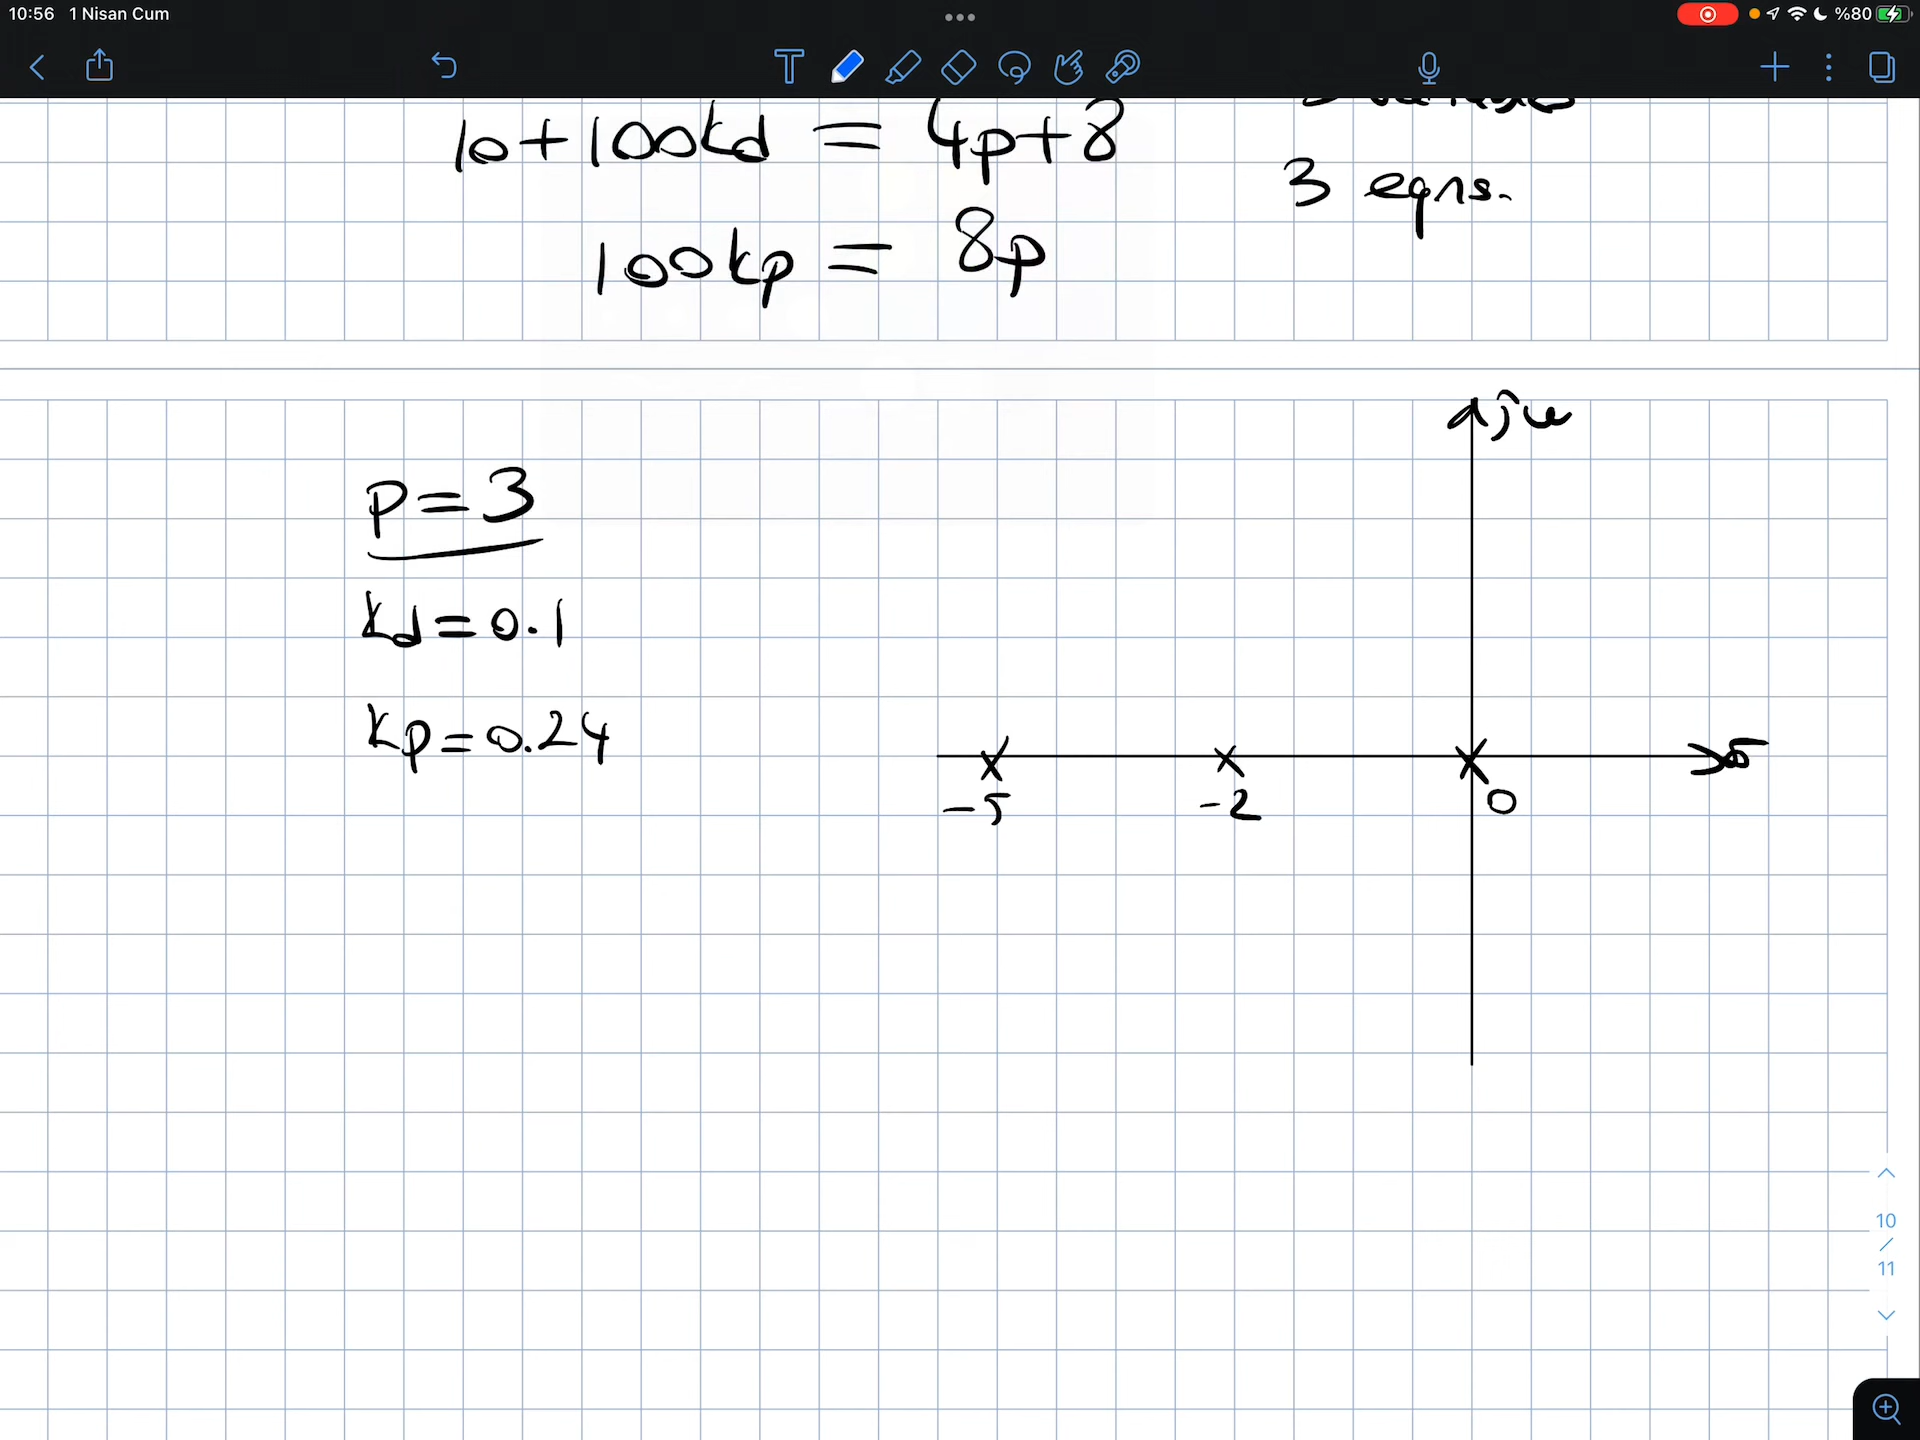 10:56 1 Nisan Cum
%80
10+100kd = 4p+8
3 eqns.
100kp = 8p
jω
p=3
kd=0.1
kp=0.24
σ
-5 -2 0
10
/
11